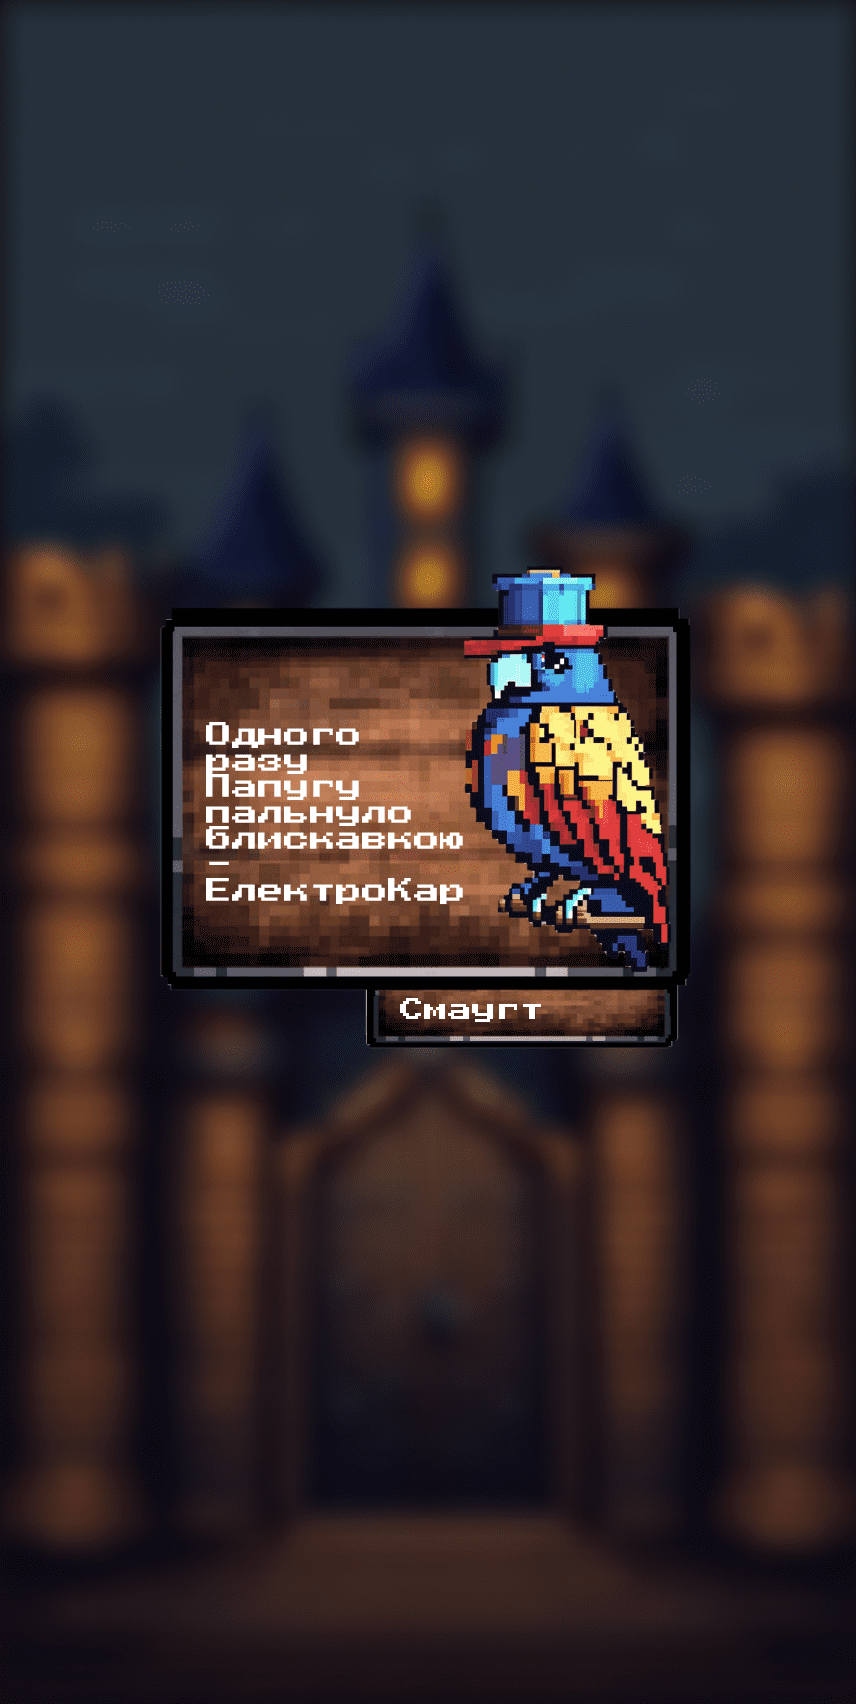 Одного
разу
Папугу
пальнуло
блискавкою
–
ЕлектроКар
Смаугт